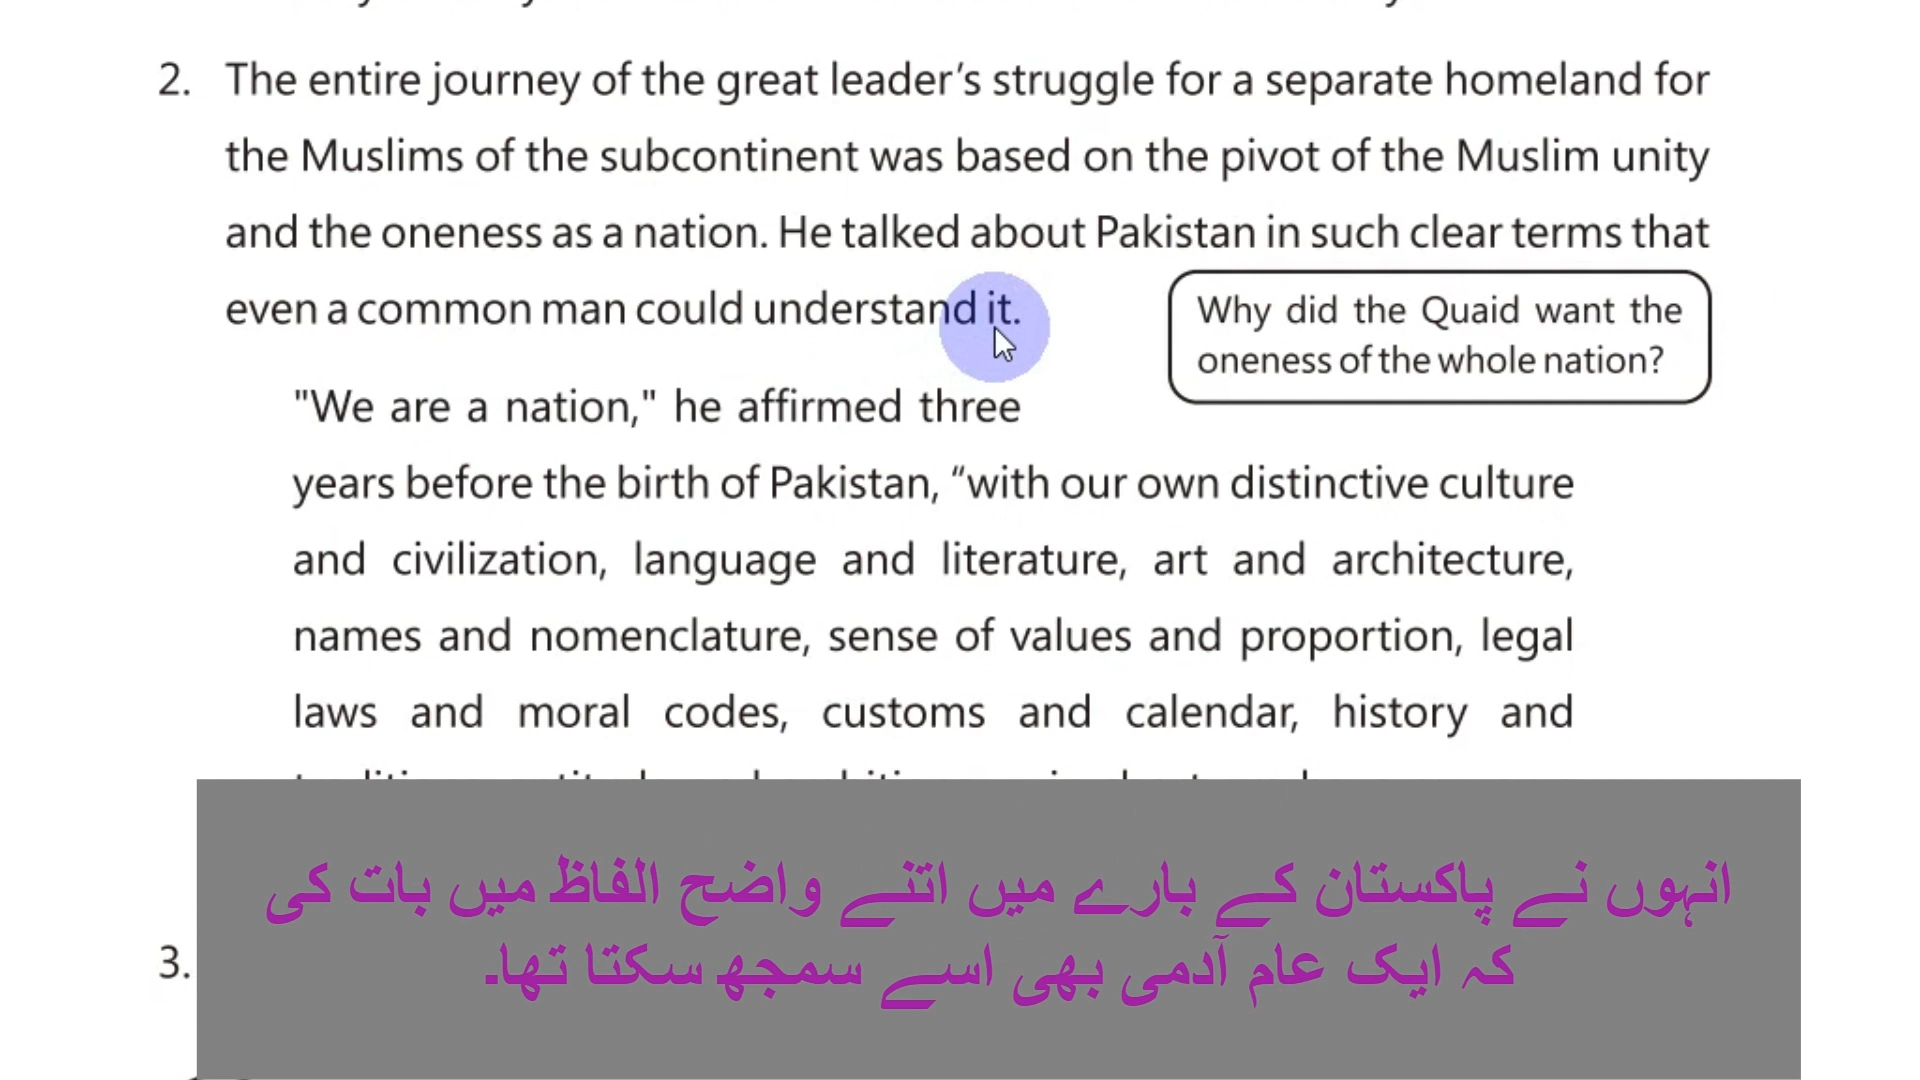 2. The entire journey of the great leader’s struggle for a separate homeland for
the Muslims of the subcontinent was based on the pivot of the Muslim unity
and the oneness as a nation. He talked about Pakistan in such clear terms that
even a common man could understand it.
Why did the Quaid want the
oneness of the whole nation?
"We are a nation," he affirmed three
years before the birth of Pakistan, “with our own distinctive culture
and civilization, language and literature, art and architecture,
names and nomenclature, sense of values and proportion, legal
laws and moral codes, customs and calendar, history and
انہوں نے پاکستان کے بارے میں اتنے واضح الفاظ میں بات کی
کہ ایک عام آدمی بھی اسے سمجھ سکتا تھا۔
3.